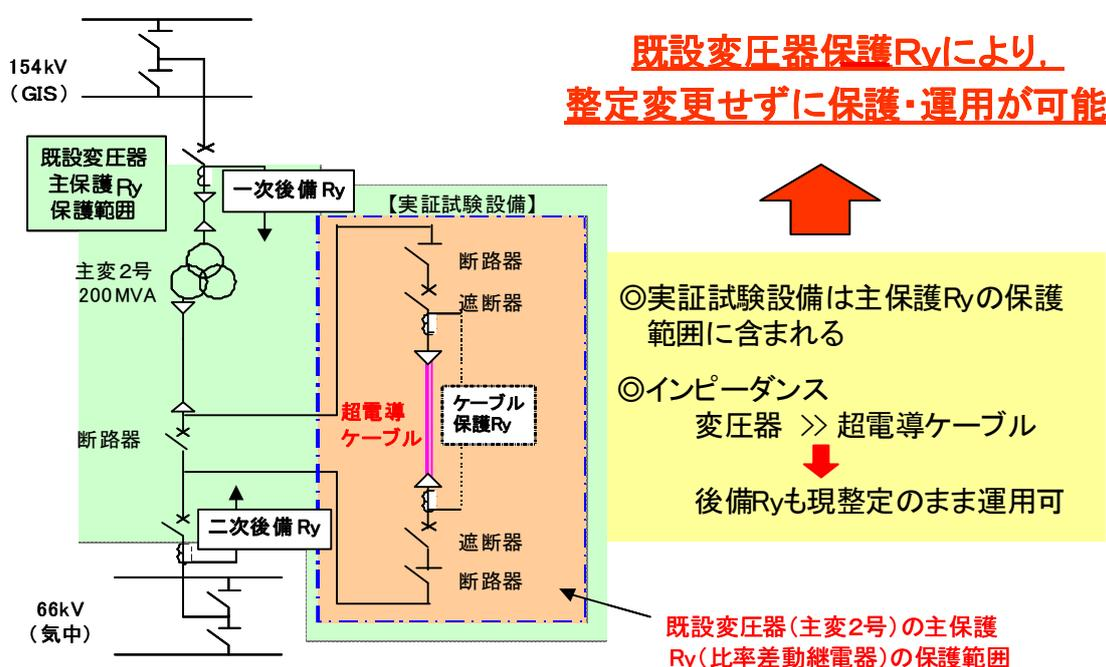 154kV
(GIS)
既設変圧器保護Ryにより,
整定変更せずに保護・運用が可能
既設変圧器
主保護Ry
保護範囲
一次後備Ry
【実証試験設備】
主変2号
200MVA
断路器
遮断器
◎実証試験設備は主保護Ryの保護
範囲に含まれる
◎インピーダンス
変圧器 ≫ 超電導ケーブル
後備Ryも現整定のまま運用可
超電導
ケーブル
ケーブル
保護Ry
断路器
二次後備Ry
遮断器
断路器
66kV
(気中)
既設変圧器(主変2号)の主保護
Ry(比率差動継電器)の保護範囲